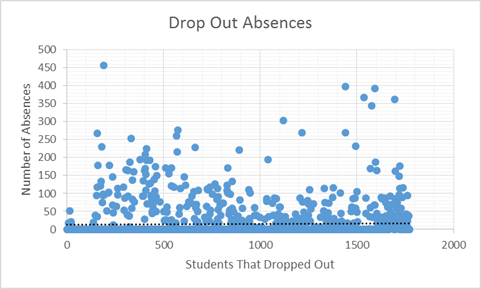 Drop Out Absences
Number of Absences
500
450
400
350
300
250
200
150
100
50
0
0 500 1000 1500 2000
Students That Dropped Out